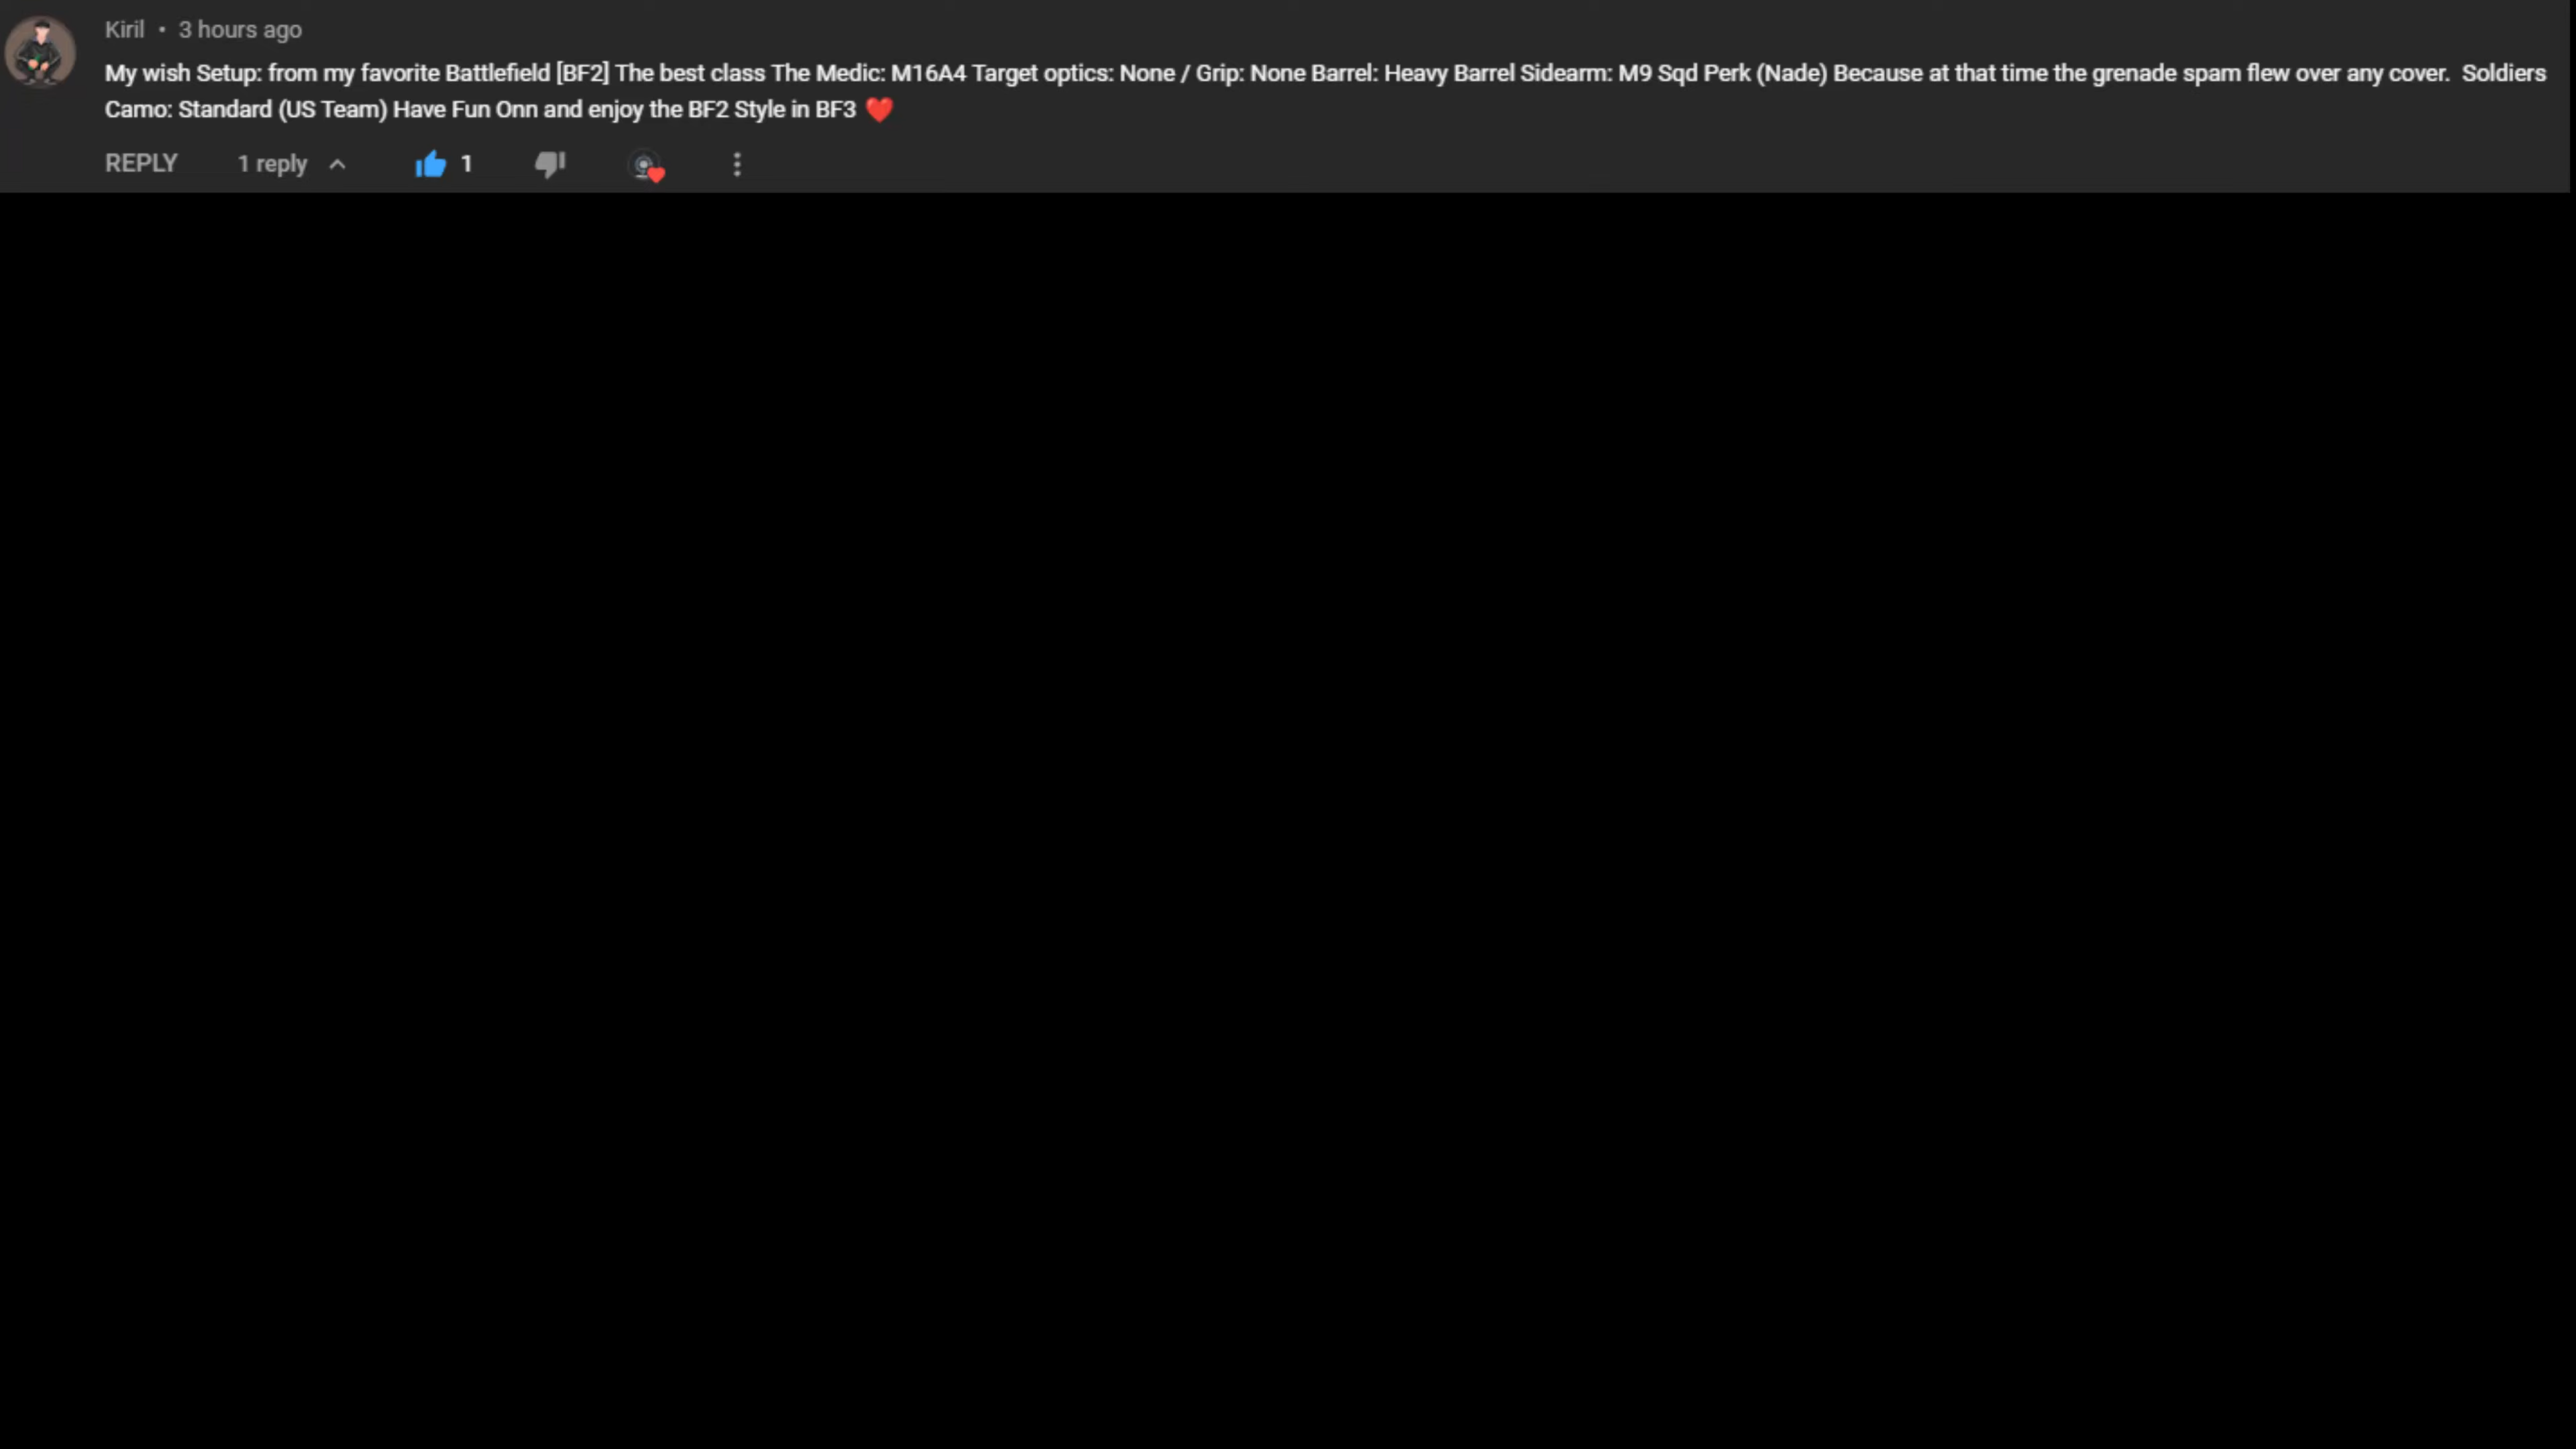 Kiril • 3 hours ago
My wish Setup: from my favorite Battlefield [BF2] The best class The Medic: M16A4 Target optics: None / Grip: None Barrel: Heavy Barrel Sidearm: M9 Sqd Perk (Nade) Because at that time the grenade spam flew over any cover.  Soldiers
Camo: Standard (US Team) Have Fun Onn and enjoy the BF2 Style in BF3 ❤️
REPLY 1 reply 1